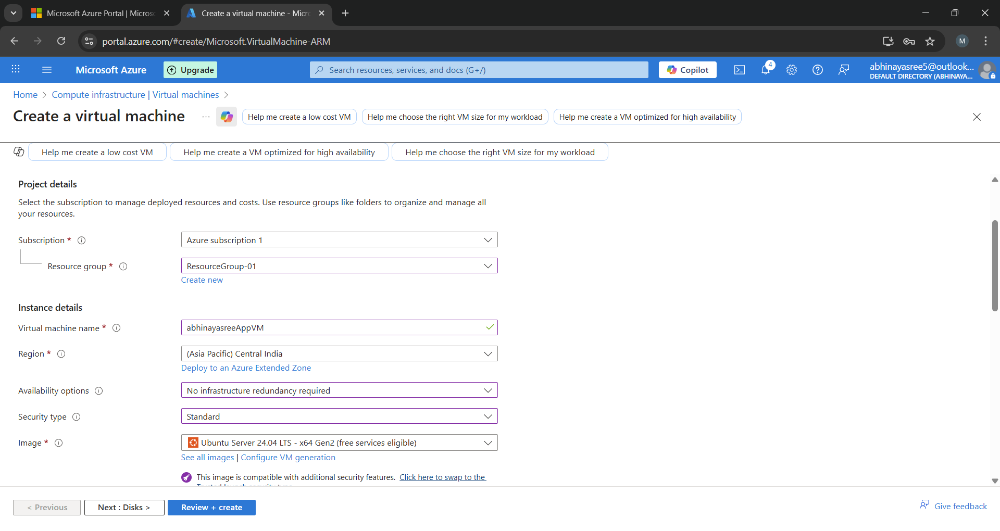 Microsoft Azure Portal | Micros
Create a virtual machine - Micr
portal.azure.com/#create/Microsoft.VirtualMachine-ARM
M
Microsoft Azure
Upgrade
Search resources, services, and docs (G+/)
Copilot
4
abhinayasree5@outlook...
DEFAULT DIRECTORY (ABHINAYA...
Home > Compute infrastructure | Virtual machines >
Create a virtual machine ...
Help me create a low cost VM
Help me choose the right VM size for my workload
Help me create a VM optimized for high availability
Help me create a low cost VM
Help me create a VM optimized for high availability
Help me choose the right VM size for my workload
Project details
Select the subscription to manage deployed resources and costs. Use resource groups like folders to organize and manage all
your resources.
Subscription *
Azure subscription 1
Resource group *
ResourceGroup-01
Create new
Instance details
Virtual machine name *
abhinayasreeAppVM
Region *
(Asia Pacific) Central India
Deploy to an Azure Extended Zone
Availability options
No infrastructure redundancy required
Security type
Standard
Image *
Ubuntu Server 24.04 LTS - x64 Gen2 (free services eligible)
See all images | Configure VM generation
This image is compatible with additional security features. Click here to swap to the
Trusted launch security type.
< Previous
Next : Disks >
Review + create
Give feedback